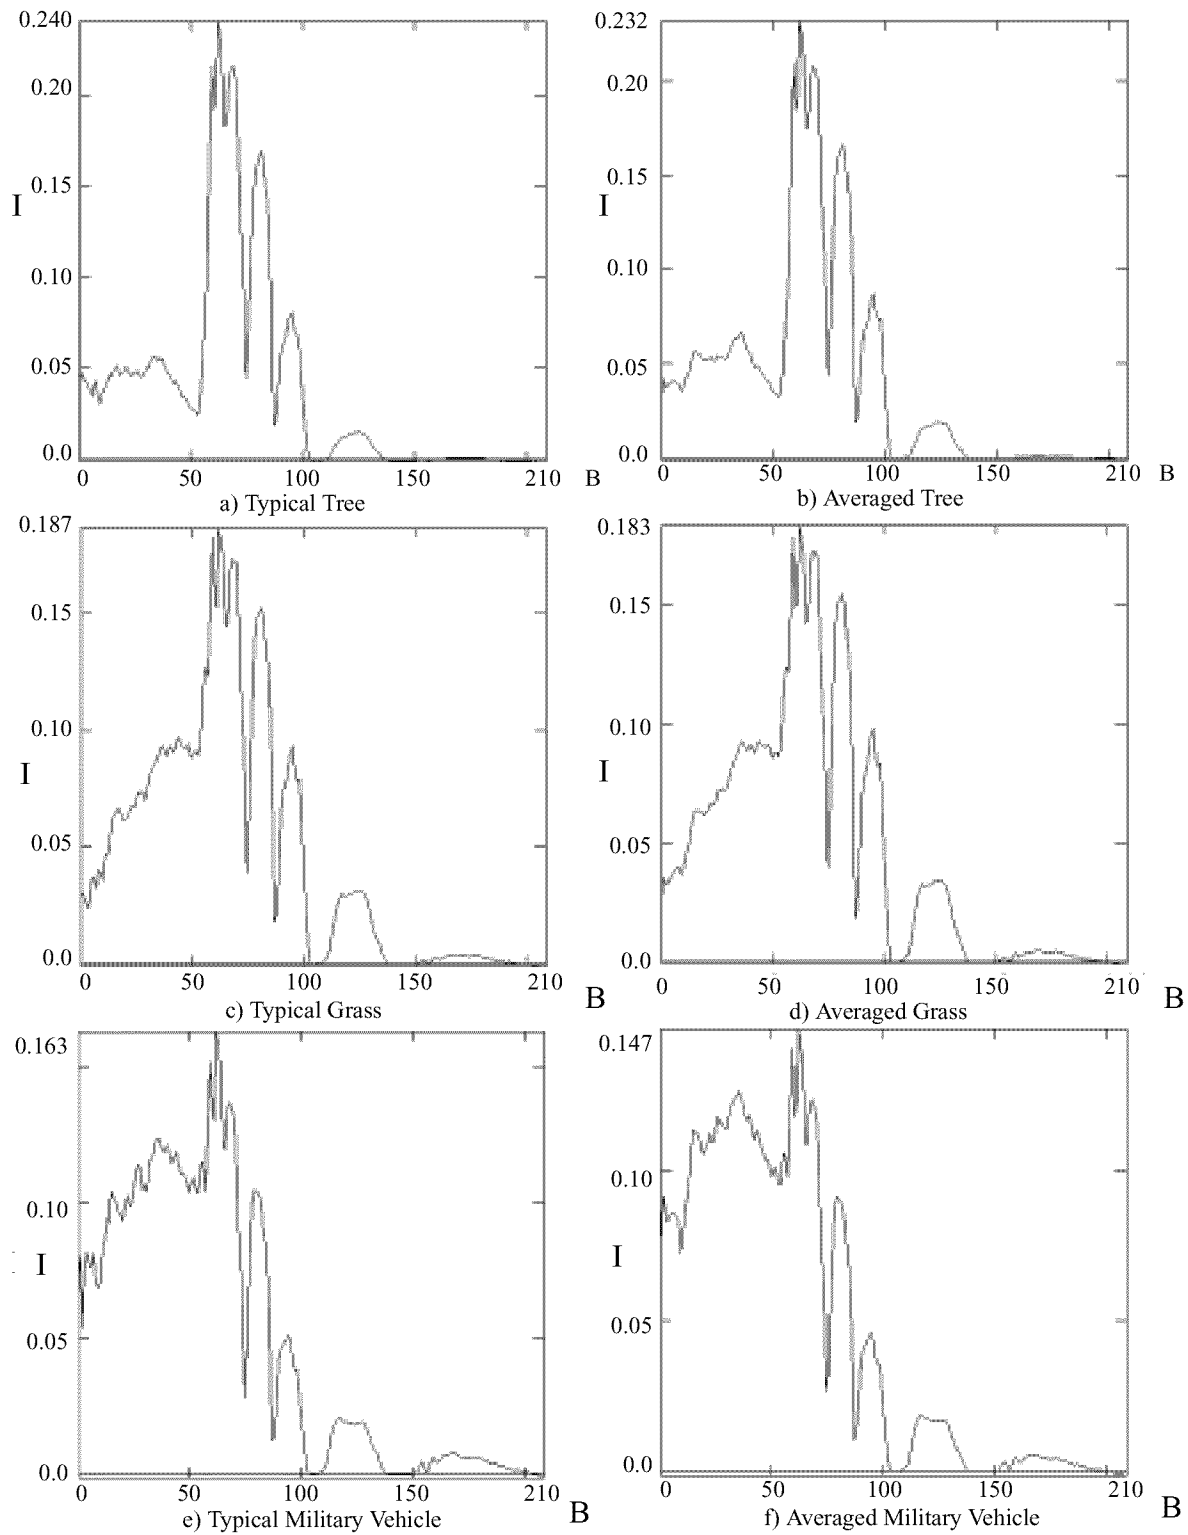 0.240
0.20
0.15
I
0.10
0.05
0.0
0 50 100 150 210 B
a) Typical Tree
0.232
0.20
0.15
I
0.10
0.05
0.0
0 50 100 150 210 B
b) Averaged Tree
0.187
0.15
0.10
I
0.05
0.0
0 50 100 150 210 B
c) Typical Grass
0.183
0.15
0.10
I
0.05
0.0
0 50 100 150 210 B
d) Averaged Grass
0.163
0.10
I
0.05
0.0
0 50 100 150 210 B
e) Typical Military Vehicle
0.147
0.10
I
0.05
0.0
0 50 100 150 210 B
f) Averaged Military Vehicle